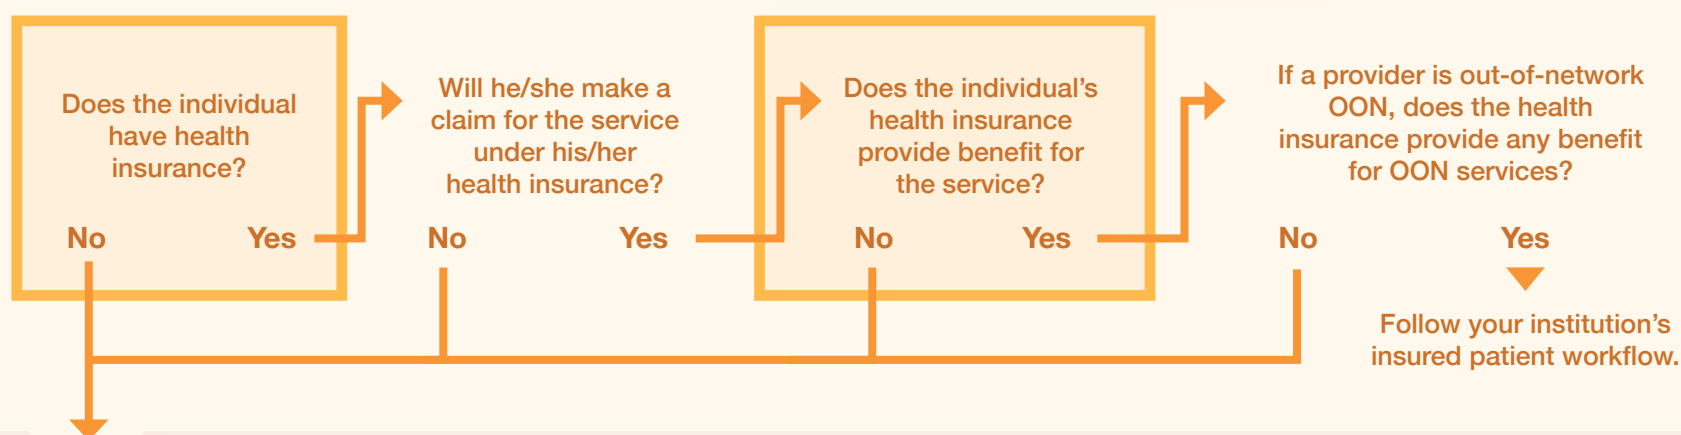 Does the individual
have health
insurance?
No
Yes
Will he/she make a
claim for the service
under his/her
health insurance?
No
Yes
Does the individual’s
health insurance
provide benefit for
the service?
No
Yes
If a provider is out-of-network
OON, does the health
insurance provide any benefit
for OON services?
No
Yes
Follow your institution’s
insured patient workflow.